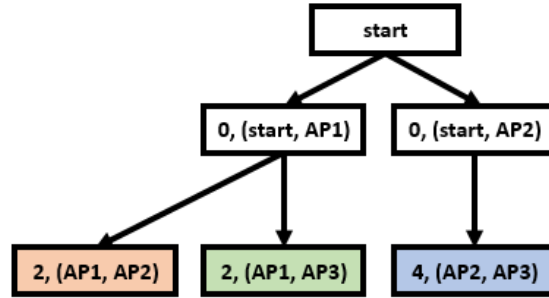 start
0, (start, AP1)
0, (start, AP2)
2, (AP1, AP2)
2, (AP1, AP3)
4, (AP2, AP3)